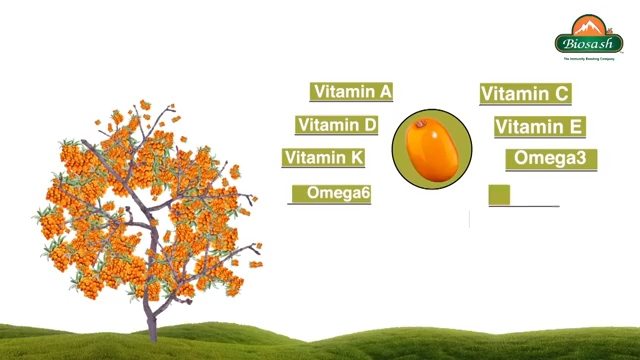 Biosash
The Immunity Boosting Company
Vitamin A
Vitamin C
Vitamin D
Vitamin E
Vitamin K
Omega3
Omega6